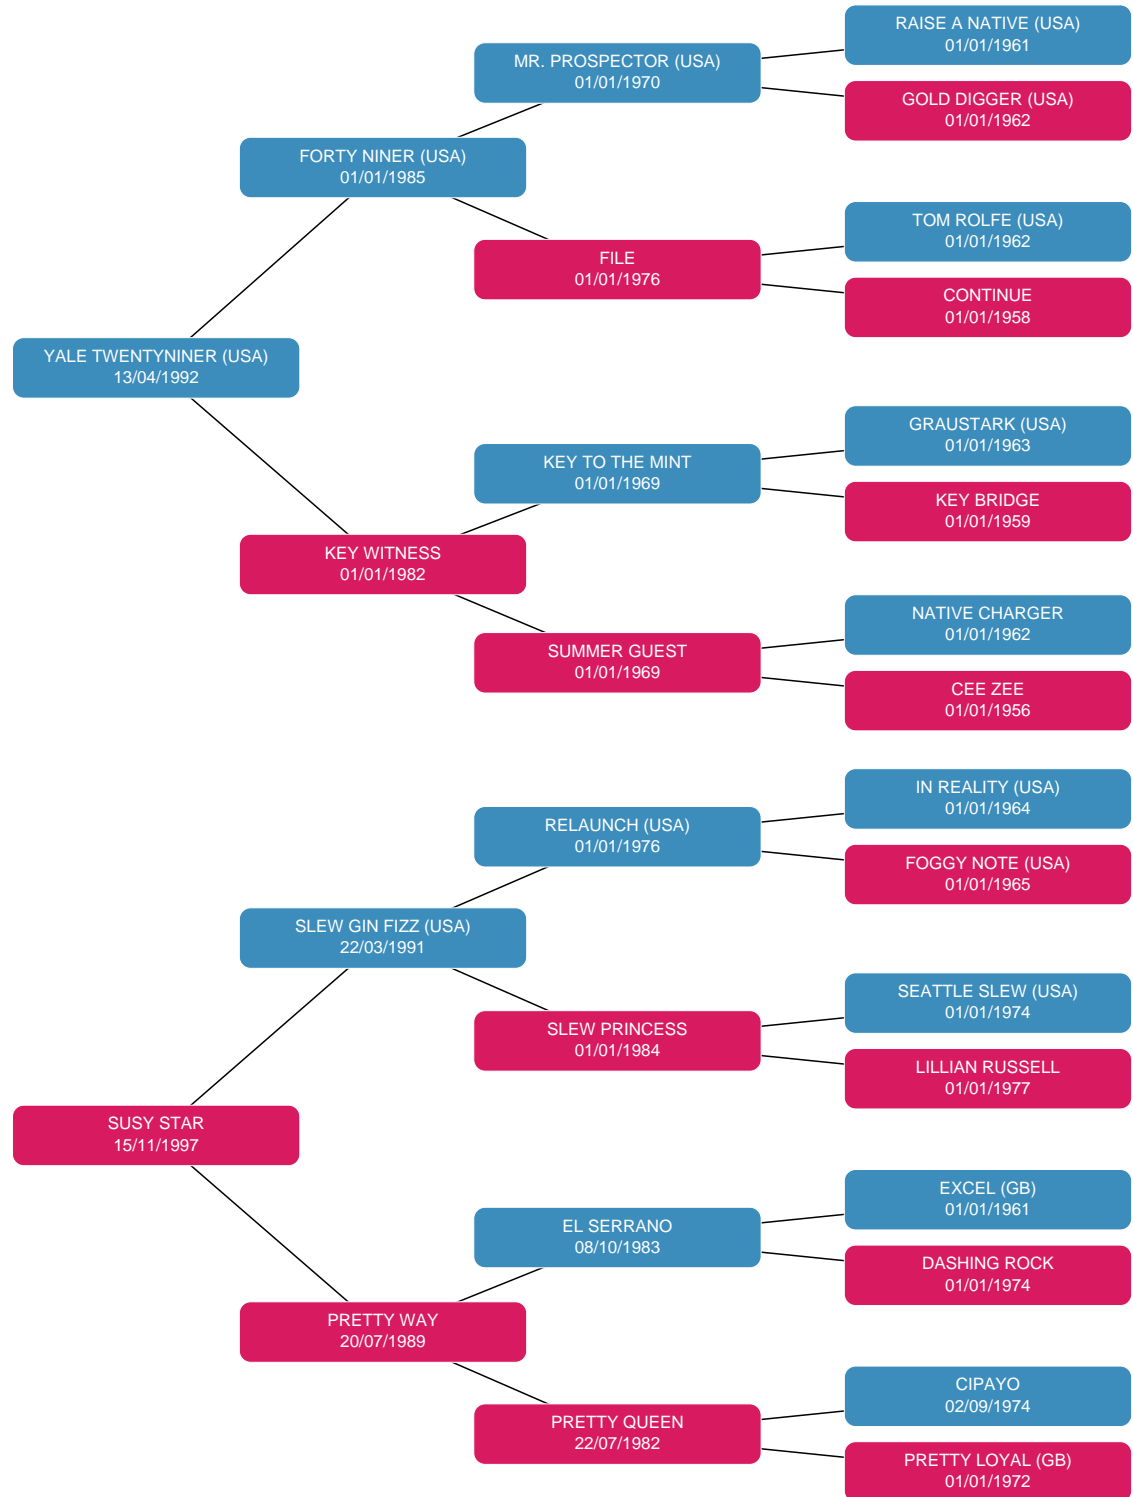 RAISE A NATIVE (USA)
01/01/1961
MR. PROSPECTOR (USA)
01/01/1970
GOLD DIGGER (USA)
01/01/1962
FORTY NINER (USA)
01/01/1985
TOM ROLFE (USA)
01/01/1962
FILE
01/01/1976
CONTINUE
01/01/1958
YALE TWENTYNINER (USA)
13/04/1992
GRAUSTARK (USA)
01/01/1963
KEY TO THE MINT
01/01/1969
KEY BRIDGE
01/01/1959
KEY WITNESS
01/01/1982
NATIVE CHARGER
01/01/1962
SUMMER GUEST
01/01/1969
CEE ZEE
01/01/1956
IN REALITY (USA)
01/01/1964
RELAUNCH (USA)
01/01/1976
FOGGY NOTE (USA)
01/01/1965
SLEW GIN FIZZ (USA)
22/03/1991
SEATTLE SLEW (USA)
01/01/1974
SLEW PRINCESS
01/01/1984
LILLIAN RUSSELL
01/01/1977
SUSY STAR
15/11/1997
EXCEL (GB)
01/01/1961
EL SERRANO
08/10/1983
DASHING ROCK
01/01/1974
PRETTY WAY
20/07/1989
CIPAYO
02/09/1974
PRETTY QUEEN
22/07/1982
PRETTY LOYAL (GB)
01/01/1972